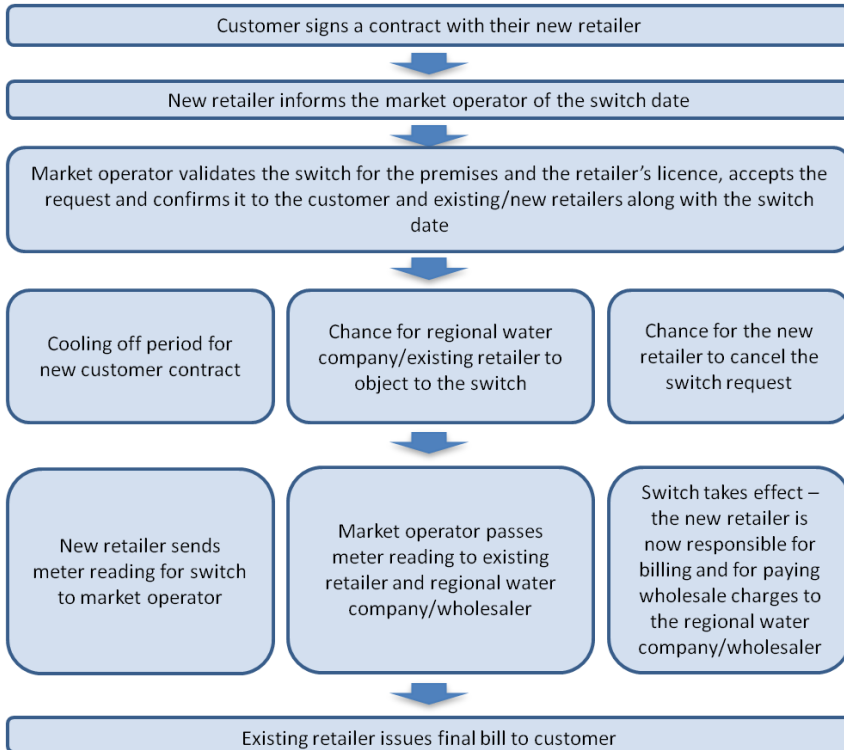 Customer signs a contract with their new retailer
New retailer informs the market operator of the switch date
Market operator validates the switch for the premises and the retailer’s licence, accepts the
request and confirms it to the customer and existing/new retailers along with the switch
date
Cooling off period for
new customer contract
Chance for regional water
company/existing retailer to
object to the switch
Chance for the new
retailer to cancel the
switch request
New retailer sends
meter reading for switch
to market operator
Market operator passes
meter reading to existing
retailer and regional water
company/wholesaler
Switch takes effect –
the new retailer is
now responsible for
billing and for paying
wholesale charges to
the regional water
company/wholesaler
Existing retailer issues final bill to customer